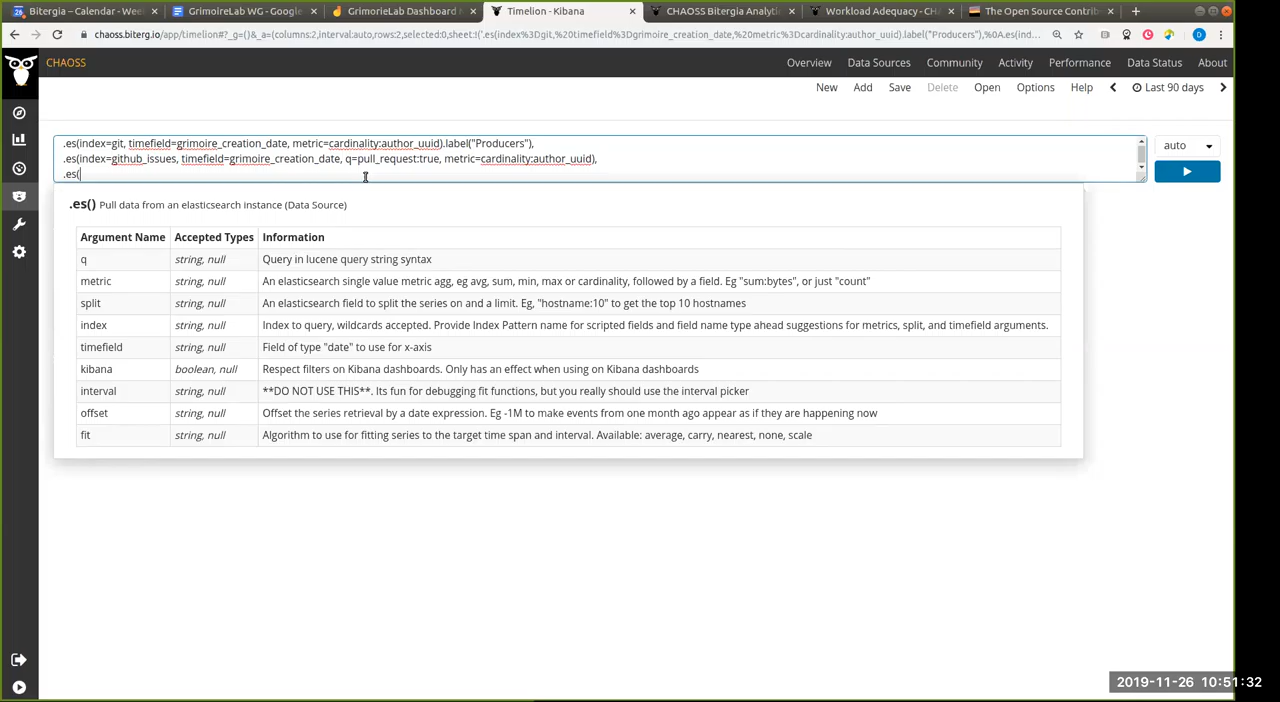 Bitergia – Calendar - Wee
GrimoireLab WG - Google
GrimorieLab Dashboard
Timelion - Kibana
CHAOSS Bitergia Analyti
Workload Adequacy - CH
The Open Source Contrib
chaoss.biterg.io/app/timelion#?_g=()&_a=(columns:2,interval:auto,rows:2,selected:0,sheet:!('.es(index%3Dgit,%20timefield%3Dgrimoire_creation_date,%20metric%3Dcardinality:author_uuid).label("Producers"),%0A.es(ind...
CHAOSS
Overview Data Sources Community Activity Performance Data Status About
New Add Save Delete Open Options Help Last 90 days
.es(index=git, timefield=grimoire_creation_date, metric=cardinality:author_uuid).label("Producers"),
.es(index=github_issues, timefield=grimoire_creation_date, q=pull_request:true, metric=cardinality:author_uuid),
.es(
auto
.es() Pull data from an elasticsearch instance (Data Source)
Argument Name Accepted Types Information
q string, null Query in lucene query string syntax
metric string, null An elasticsearch single value metric agg, eg avg, sum, min, max or cardinality, followed by a field. Eg "sum:bytes", or just "count"
split string, null An elasticsearch field to split the series on and a limit. Eg, "hostname:10" to get the top 10 hostnames
index string, null Index to query, wildcards accepted. Provide Index Pattern name for scripted fields and field name type ahead suggestions for metrics, split, and timefield arguments.
timefield string, null Field of type "date" to use for x-axis
kibana boolean, null Respect filters on Kibana dashboards. Only has an effect when using on Kibana dashboards
interval string, null **DO NOT USE THIS**. Its fun for debugging fit functions, but you really should use the interval picker
offset string, null Offset the series retrieval by a date expression. Eg -1M to make events from one month ago appear as if they are happening now
fit string, null Algorithm to use for fitting series to the target time span and interval. Available: average, carry, nearest, none, scale
2019-11-26 10:51:32